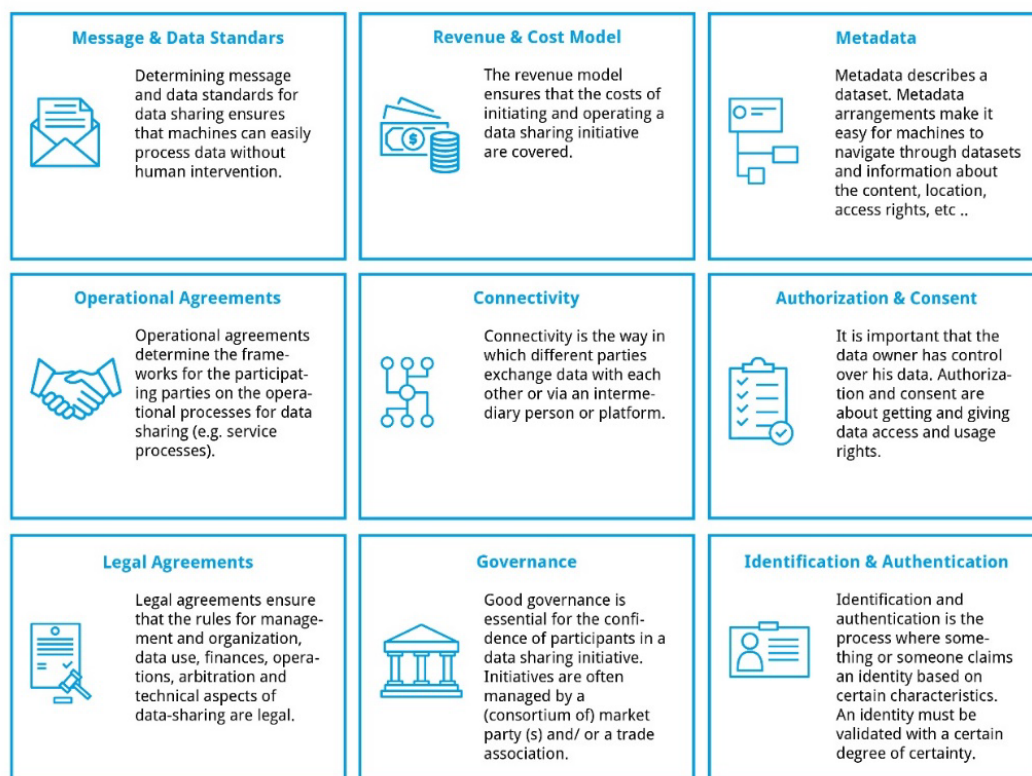 Message & Data Standars
Determining message
and data standards for
data sharing ensures
that machines can easily
process data without
human intervention.
Revenue & Cost Model
The revenue model
ensures that the costs of
initiating and operating a
data sharing initiative
are covered.
Metadata
Metadata describes a
dataset. Metadata
arrangements make it
easy for machines to
navigate through datasets
and information about
the content, location,
access rights, etc ..
Operational Agreements
Operational agreements
determine the frame-
works for the participat-
ing parties on the opera-
tional processes for data
sharing (e.g. service
processes).
Connectivity
Connectivity is the way in
which different parties
exchange data with each
other or via an interme-
diary person or platform.
Authorization & Consent
It is important that the
data owner has control
over his data. Authoriza-
tion and consent are
about getting and giving
data access and usage
rights.
Legal Agreements
Legal agreements ensure
that the rules for manage-
ment and organization,
data use, finances, opera-
tions, arbitration and
technical aspects of
data-sharing are legal.
Governance
Good governance is
essential for the confi-
dence of participants in a
data sharing initiative.
Initiatives are often
managed by a
(consortium of) market
party (s) and/ or a trade
association.
Identification & Authentication
Identification and
authentication is the
process where some-
thing or someone claims
an identity based on
certain characteristics.
An identity must be
validated with a certain
degree of certainty.